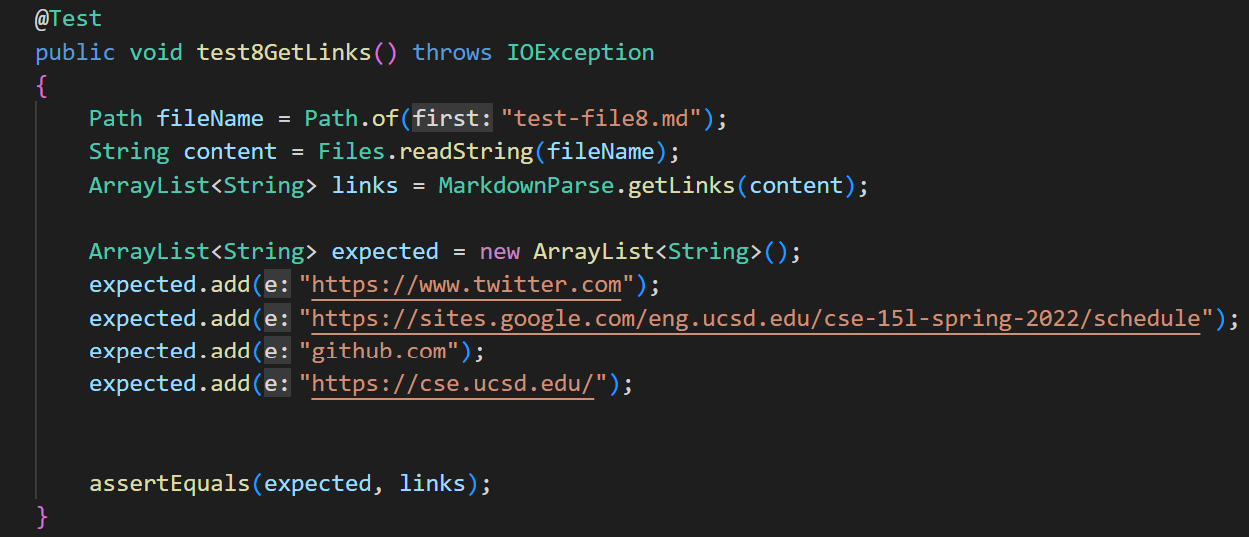 @Test
public void test8GetLinks() throws IOException
{
Path fileName = Path.of(first: "test-file8.md");
String content = Files.readString(fileName);
ArrayList<String> links = MarkdownParse.getLinks(content);
ArrayList<String> expected = new ArrayList<String>();
expected.add(e: "https://www.twitter.com");
expected.add(e: "https://sites.google.com/eng.ucsd.edu/cse-15l-spring-2022/schedule");
expected.add(e: "github.com");
expected.add(e: "https://cse.ucsd.edu/");
assertEquals(expected, links);
}